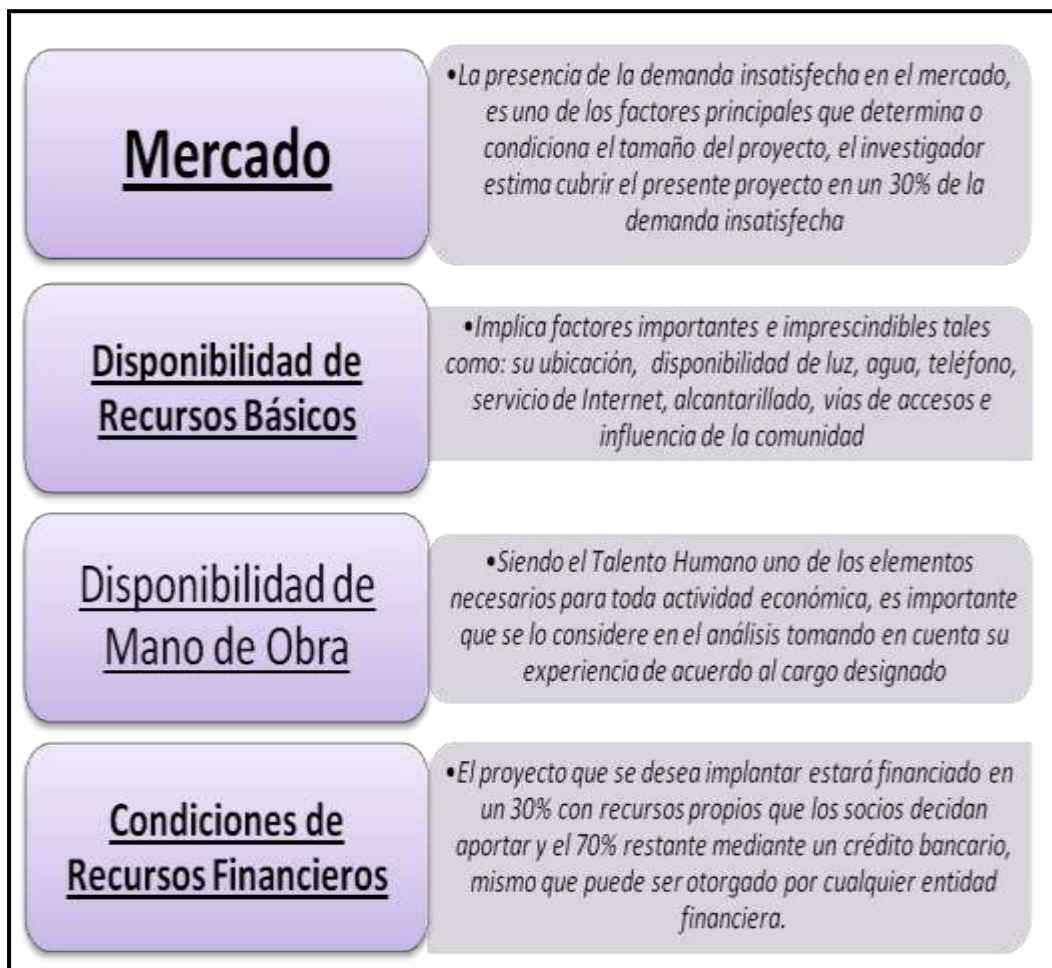 Mercado
•La presencia de la demanda insatisfecha en el mercado,
es uno de los factores principales que determina o
condiciona el tamaño del proyecto, el investigador
estima cubrir el presente proyecto en un 30% de la
demanda insatisfecha
Disponibilidad de
Recursos Básicos
•Implica factores importantes e imprescindibles tales
como: su ubicación, disponibilidad de luz, agua, teléfono,
servicio de Internet, alcantarillado, vías de accesos e
influencia de la comunidad
Disponibilidad de
Mano de Obra
•Siendo el Talento Humano uno de los elementos
necesarios para toda actividad económica, es importante
que se lo considere en el análisis tomando en cuenta su
experiencia de acuerdo al cargo designado
Condiciones de
Recursos Financieros
•El proyecto que se desea implantar estará financiado en
un 30% con recursos propios que los socios decidan
aportar y el 70% restante mediante un crédito bancario,
mismo que puede ser otorgado por cualquier entidad
financiera.